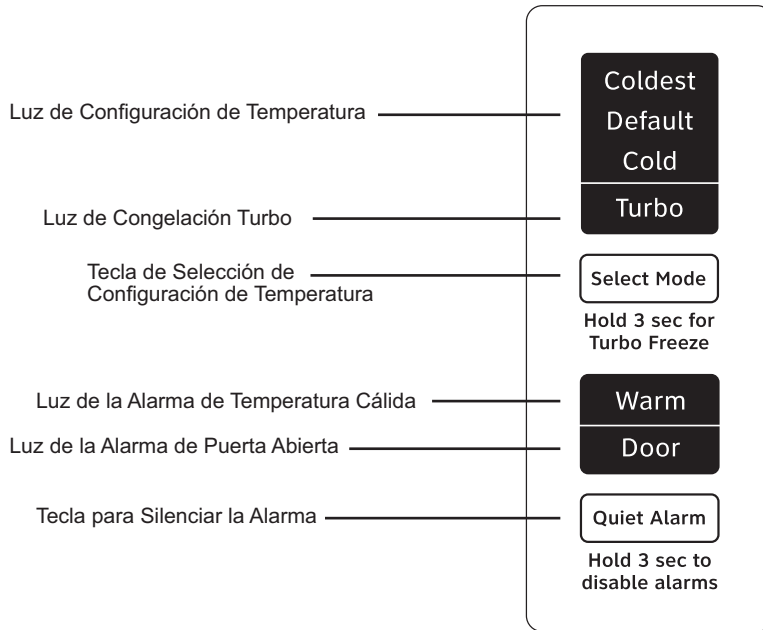 Coldest
Luz de Configuración de Temperatura
Default
Cold
Luz de Congelación Turbo
Turbo
Tecla de Selección de
Configuración de Temperatura
Select Mode
Hold 3 sec for
Turbo Freeze
Luz de la Alarma de Temperatura Cálida
Warm
Luz de la Alarma de Puerta Abierta
Door
Tecla para Silenciar la Alarma
Quiet Alarm
Hold 3 sec to
disable alarms